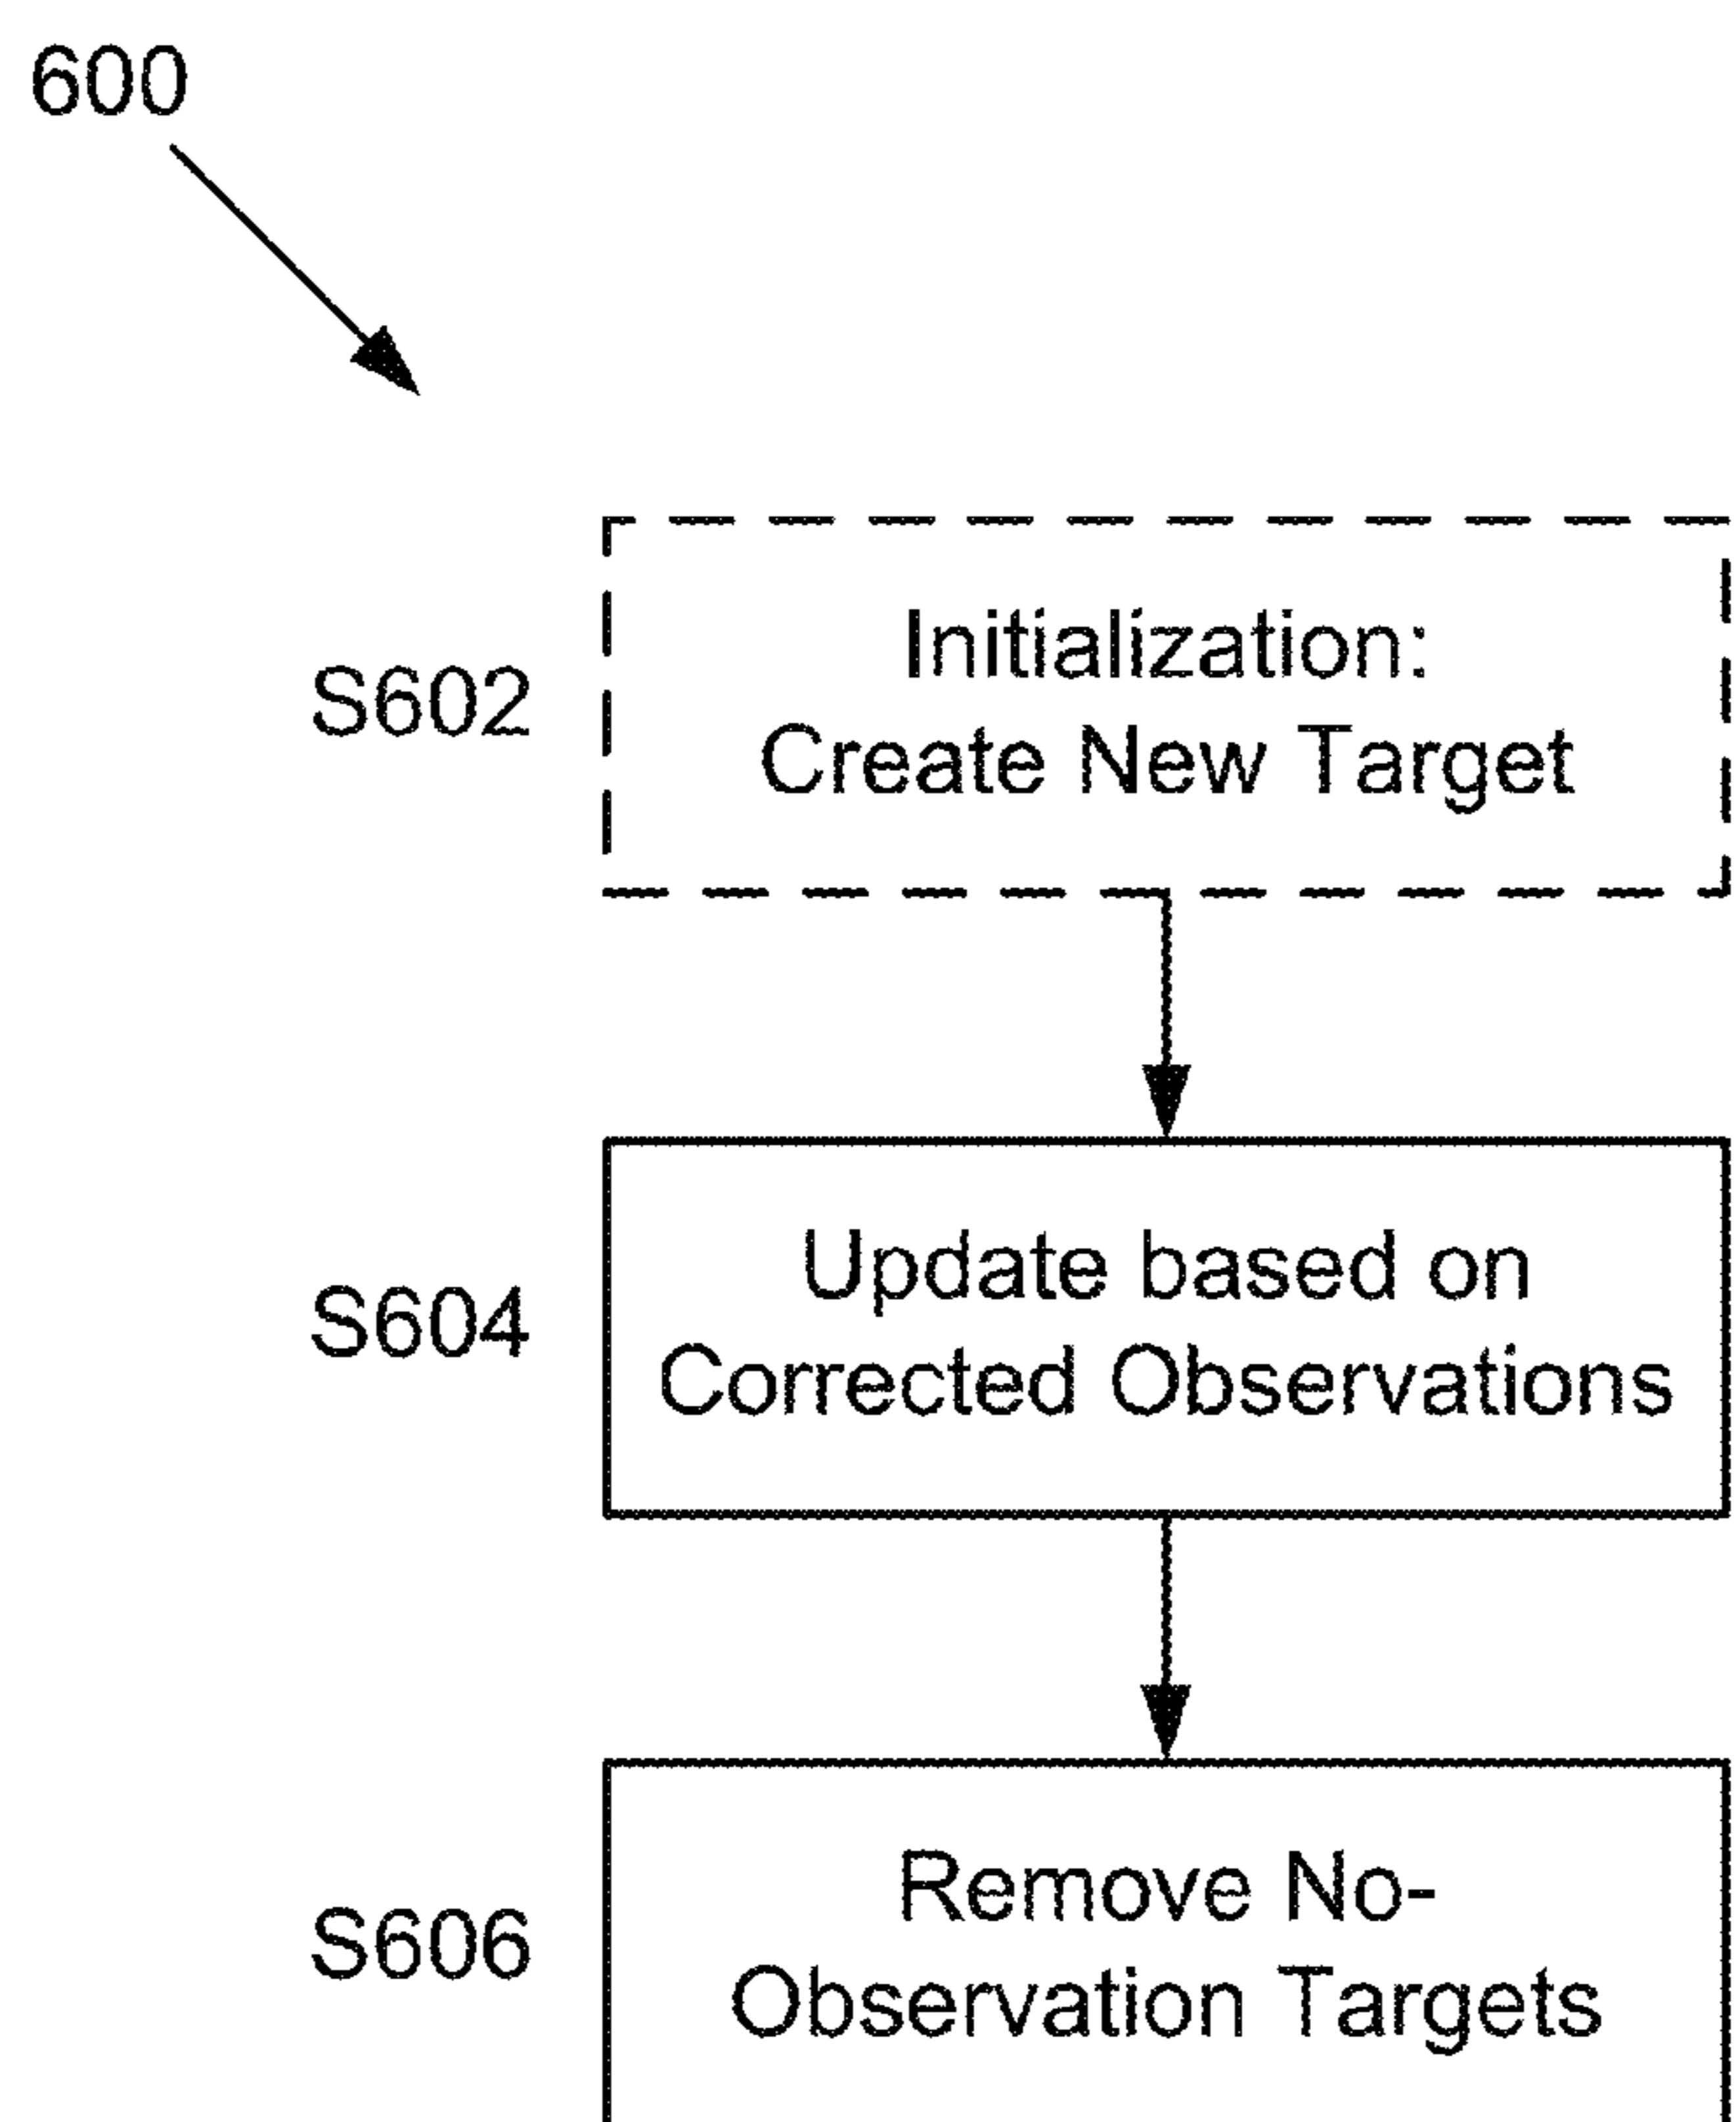 600
S602
Initialization:
Create New Target
S604
Update based on
Corrected Observations
S606
Remove No-
Observation Targets